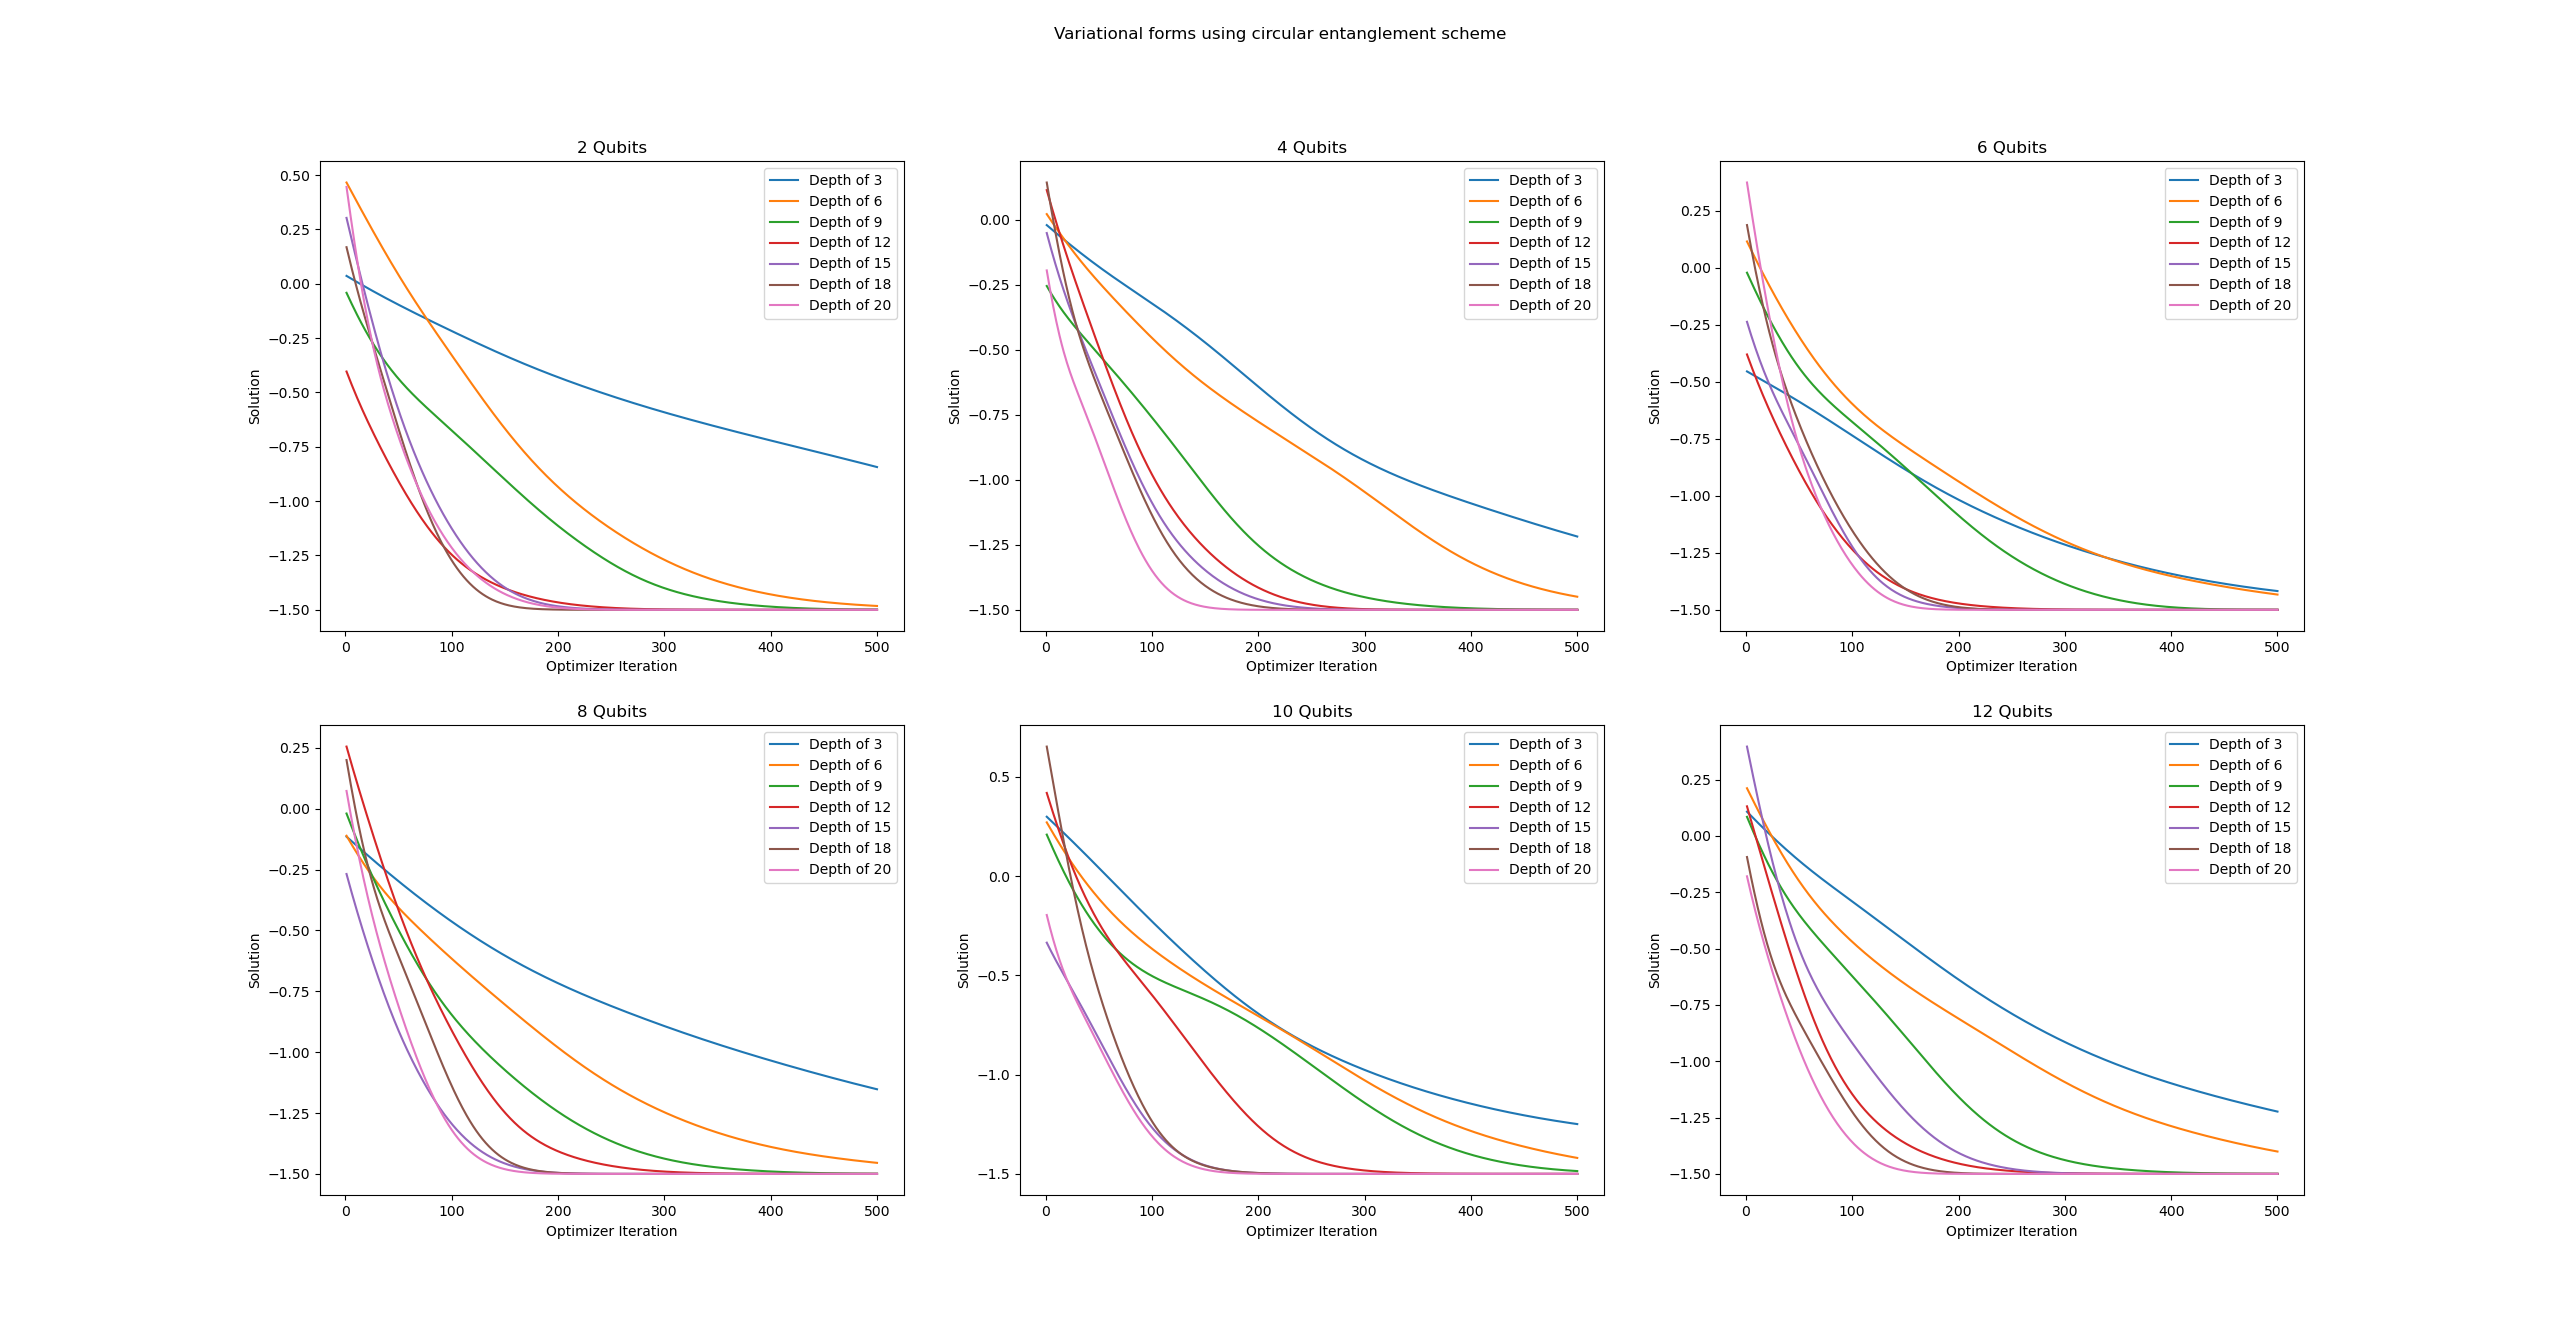 Variational forms using circular entanglement scheme
2 Qubits
0.50
0.25
0.00
−0.25
−0.50
−0.75
−1.00
−1.25
−1.50
Solution
0 100 200 300 400 500
Optimizer Iteration
Depth of 3
Depth of 6
Depth of 9
Depth of 12
Depth of 15
Depth of 18
Depth of 20
4 Qubits
0.00
−0.25
−0.50
−0.75
−1.00
−1.25
−1.50
Solution
0 100 200 300 400 500
Optimizer Iteration
Depth of 3
Depth of 6
Depth of 9
Depth of 12
Depth of 15
Depth of 18
Depth of 20
6 Qubits
0.25
0.00
−0.25
−0.50
−0.75
−1.00
−1.25
−1.50
Solution
0 100 200 300 400 500
Optimizer Iteration
Depth of 3
Depth of 6
Depth of 9
Depth of 12
Depth of 15
Depth of 18
Depth of 20
8 Qubits
0.25
0.00
−0.25
−0.50
−0.75
−1.00
−1.25
−1.50
Solution
0 100 200 300 400 500
Optimizer Iteration
Depth of 3
Depth of 6
Depth of 9
Depth of 12
Depth of 15
Depth of 18
Depth of 20
10 Qubits
0.5
0.0
−0.5
−1.0
−1.5
Solution
0 100 200 300 400 500
Optimizer Iteration
Depth of 3
Depth of 6
Depth of 9
Depth of 12
Depth of 15
Depth of 18
Depth of 20
12 Qubits
0.25
0.00
−0.25
−0.50
−0.75
−1.00
−1.25
−1.50
Solution
0 100 200 300 400 500
Optimizer Iteration
Depth of 3
Depth of 6
Depth of 9
Depth of 12
Depth of 15
Depth of 18
Depth of 20